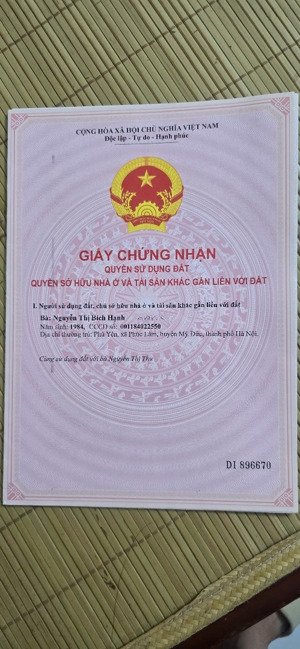 CỘNG HÒA XÃ HỘI CHỦ NGHĨA VIỆT NAM
Độc lập - Tự do - Hạnh phúc
GIẤY CHỨNG NHẬN
QUYỀN SỬ DỤNG ĐẤT
QUYỀN SỞ HỮU NHÀ Ở VÀ TÀI SẢN KHÁC GẮN LIỀN VỚI ĐẤT
I. Người sử dụng đất, chủ sở hữu nhà ở và tài sản khác gắn liền với đất
Bà: Nguyễn Thị Bích Hạnh
Năm sinh: 1984, CCCD số: 001184022550
Địa chỉ thường trú: Phú Yên, xã Phúc Lâm, huyện Mỹ Đức, thành phố Hà Nội.
Cùng sử dụng đất với bà Nguyễn Thị Thu
DI 896670